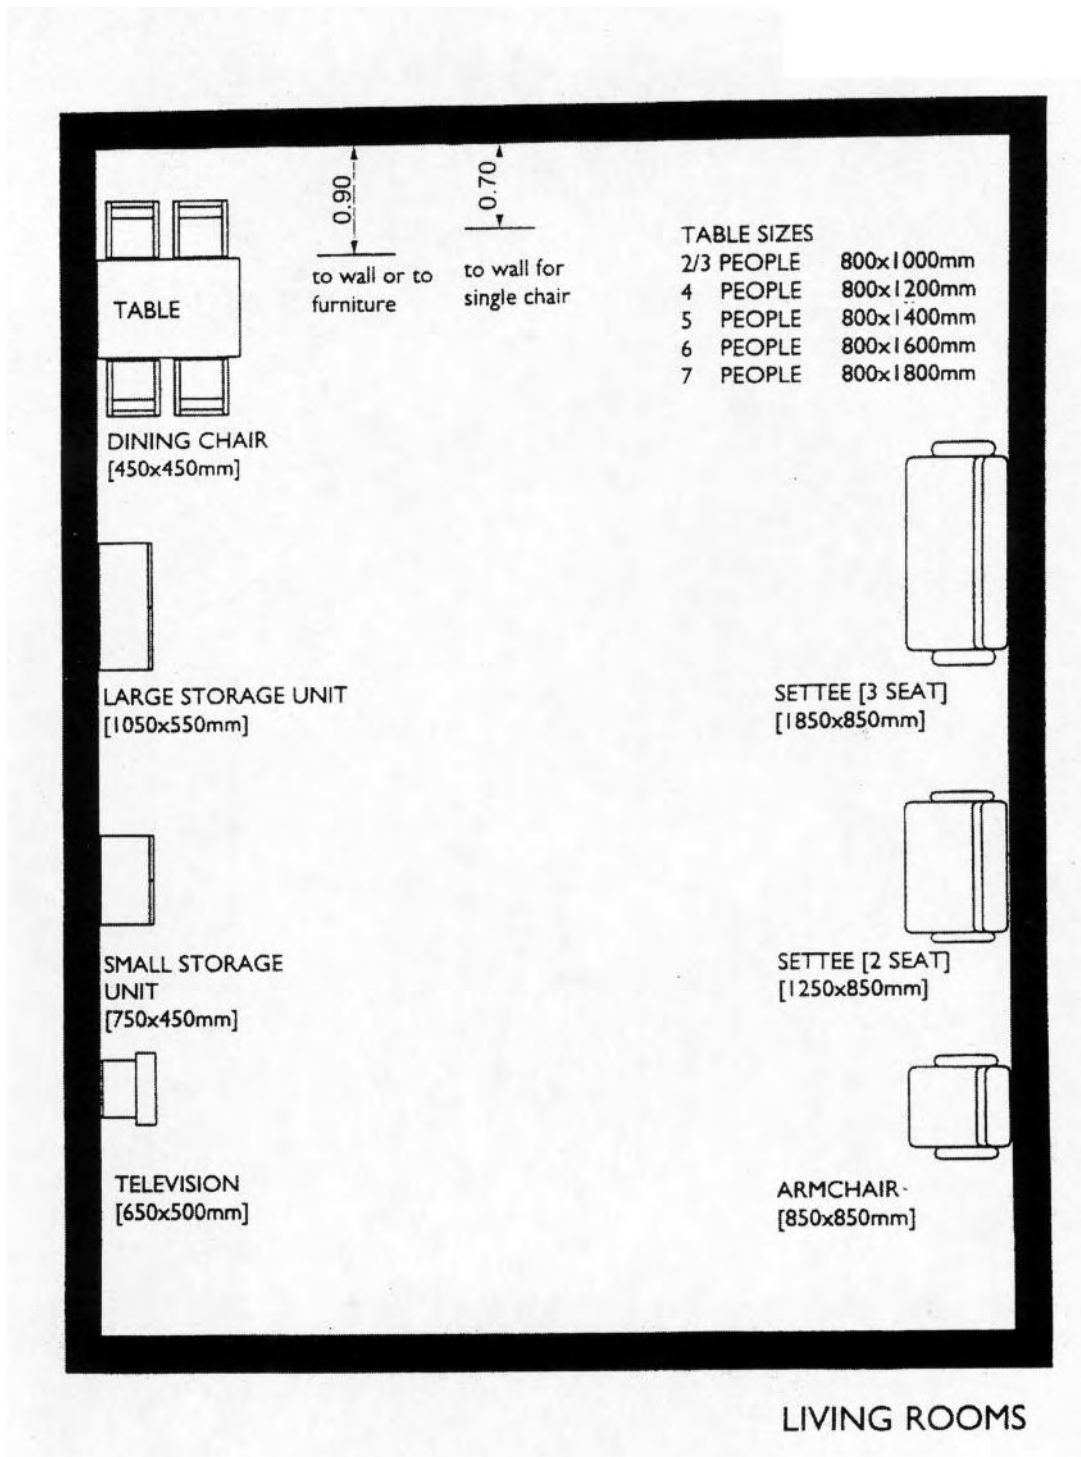 0.90
to wall or to
furniture
0.70
to wall for
single chair
TABLE SIZES
2/3 PEOPLE 800x1000mm
4 PEOPLE 800x1200mm
5 PEOPLE 800x1400mm
6 PEOPLE 800x1600mm
7 PEOPLE 800x1800mm
TABLE
DINING CHAIR
[450x450mm]
LARGE STORAGE UNIT
[1050x550mm]
SETTEE [3 SEAT]
[1850x850mm]
SMALL STORAGE
UNIT
[750x450mm]
SETTEE [2 SEAT]
[1250x850mm]
TELEVISION
[650x500mm]
ARMCHAIR
[850x850mm]
LIVING ROOMS